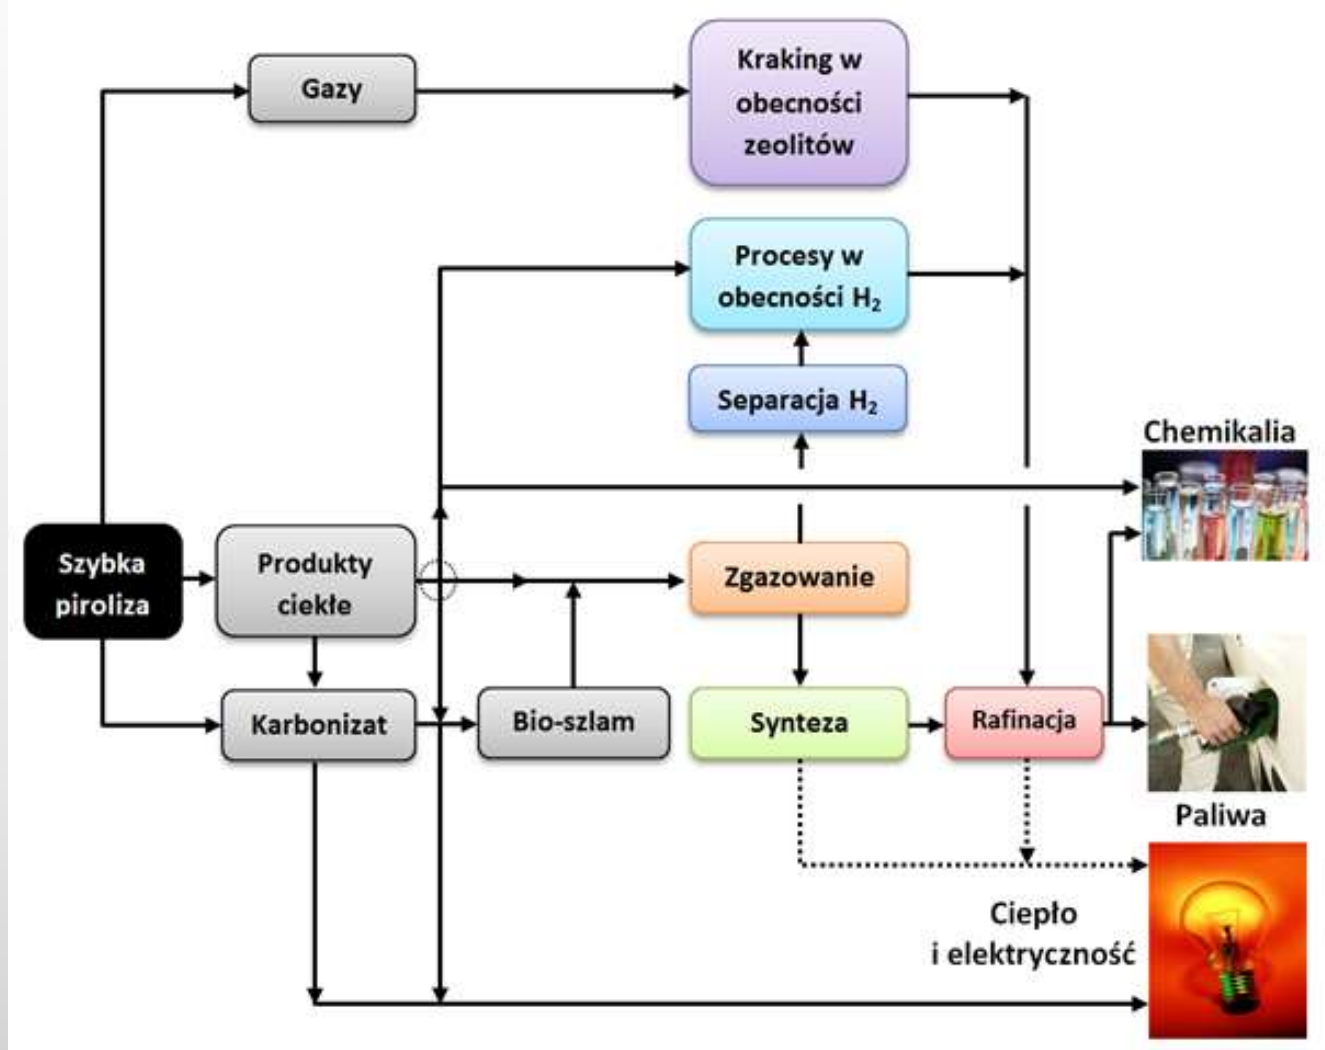 Gazy
Kraking w
obecności
zeolitów
Procesy w
obecności H₂
Separacja H₂
Chemikalia
Szybka
piroliza
Produkty
ciekłe
Zgazowanie
Karbonizat
Bio-szlam
Synteza
Rafinacja
Paliwa
Ciepło
i elektryczność